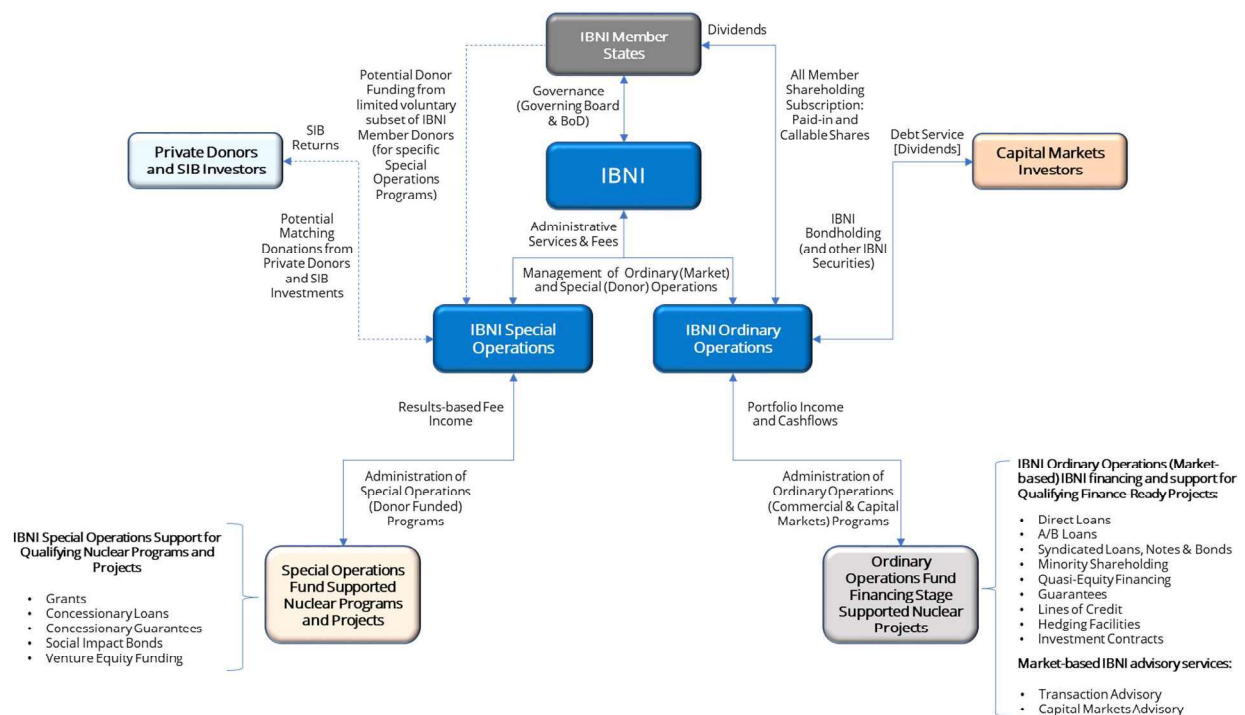 IBNI Member
States
Dividends
Potential Donor
Funding from
limited voluntary
subset of IBNI
Member Donors
(for specific
Special
Operations
Programs)
Governance
(Governing Board
& BoD)
All Member
Shareholding
Subscription:
Paid-in and
Callable Shares
SIB
Returns
Private Donors
and SIB Investors
IBNI
Debt Service
[Dividends]
Capital Markets
Investors
Potential
Matching
Donations from
Private Donors
and SIB
Investments
Administrative
Services & Fees
IBNI
Bondholding
(and other IBNI
Securities)
Management of Ordinary (Market)
and Special (Donor) Operations
IBNI Special
Operations
IBNI Ordinary
Operations
Results-based Fee
Income
Portfolio Income
and Cashflows
Administration of
Special Operations
(Donor Funded)
Programs
Administration of
Ordinary Operations
(Commercial & Capital
Markets) Programs
IBNI Special Operations Support for
Qualifying Nuclear Programs and
Projects
• Grants
• Concessionary Loans
• Concessionary Guarantees
• Social Impact Bonds
• Venture Equity Funding
Special Operations
Fund Supported
Nuclear Programs
and Projects
Ordinary
Operations Fund
Financing Stage
Supported Nuclear
Projects
IBNI Ordinary Operations (Market-
based) IBNI financing and support for
Qualifying Finance-Ready Projects:
• Direct Loans
• A/B Loans
• Syndicated Loans, Notes & Bonds
• Minority Shareholding
• Quasi-Equity Financing
• Guarantees
• Lines of Credit
• Hedging Facilities
• Investment Contracts
Market-based IBNI advisory services:
• Transaction Advisory
• Capital Markets Advisory